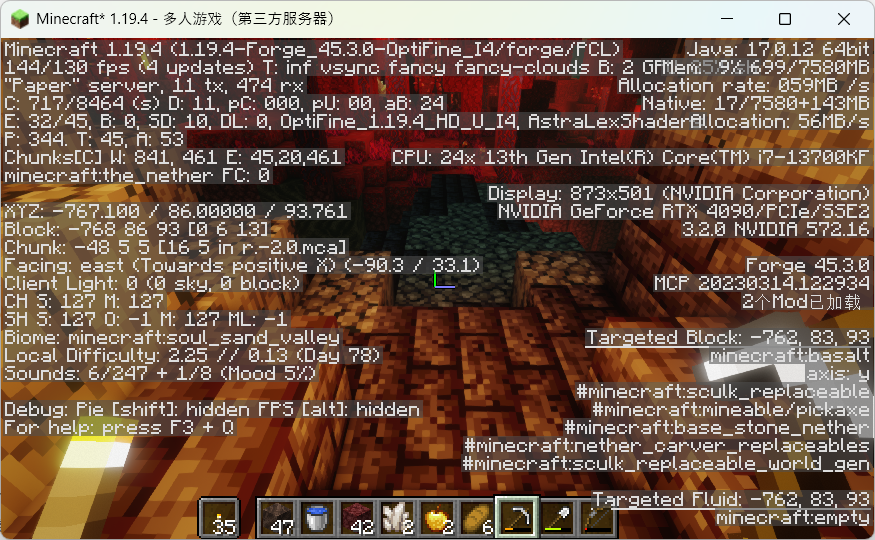 Minecraft* 1.19.4 - 多人游戏（第三方服务器）
Minecraft 1.19.4 (1.19.4-Forge_45.3.0-OptiFine_I4/forge/PCL)
Java: 17.0.12 64bit
144/130 fps (4 updates) T: inf vsync fancy fancy-clouds B: 2 GPU
Mem: 9% 699/7580MB
"Paper" server, 11 tx, 474 rx
Allocation rate: 059MB /s
C: 717/8464 (s) D: 11, pC: 000, pU: 00, aB: 24
Native: 17/7580+143MB
E: 32/45, B: 0, SD: 10, DL: 0, OptiFine_1.19.4_HD_U_I4, AstraLexShader
Allocation: 56MB/s
P: 344. T: 45, A: 53
Chunks[C] W: 841, 461 E: 45,20,461
CPU: 24x 13th Gen Intel(R) Core(TM) i7-13700KF
minecraft:the_nether FC: 0
Display: 873x501 (NVIDIA Corporation)
XYZ: -767.100 / 86.00000 / 93.761
NVIDIA GeForce RTX 4090/PCIe/SSE2
Block: -768 86 93 [0 6 13]
3.2.0 NVIDIA 572.16
Chunk: -48 5 5 [16 5 in r.-2.0.mca]
Facing: east (Towards positive X) (-90.3 / 33.1)
Forge 45.3.0
Client Light: 0 (0 sky, 0 block)
MCP 20230314.122934
CH S: 127 M: 127
2个Mod已加载
SH S: 127 O: -1 M: 127 ML: -1
Biome: minecraft:soul_sand_valley
Targeted Block: -762, 83, 93
Local Difficulty: 2.25 // 0.13 (Day 78)
minecraft:basalt
Sounds: 6/247 + 1/8 (Mood 5%)
axis: y
#minecraft:sculk_replaceable
Debug: Pie [shift]: hidden FPS [alt]: hidden
#minecraft:mineable/pickaxe
For help: press F3 + Q
#minecraft:base_stone_nether
#minecraft:nether_carver_replaceables
#minecraft:sculk_replaceable_world_gen
Targeted Fluid: -762, 83, 93
minecraft:empty
35 47 42 2 2 6